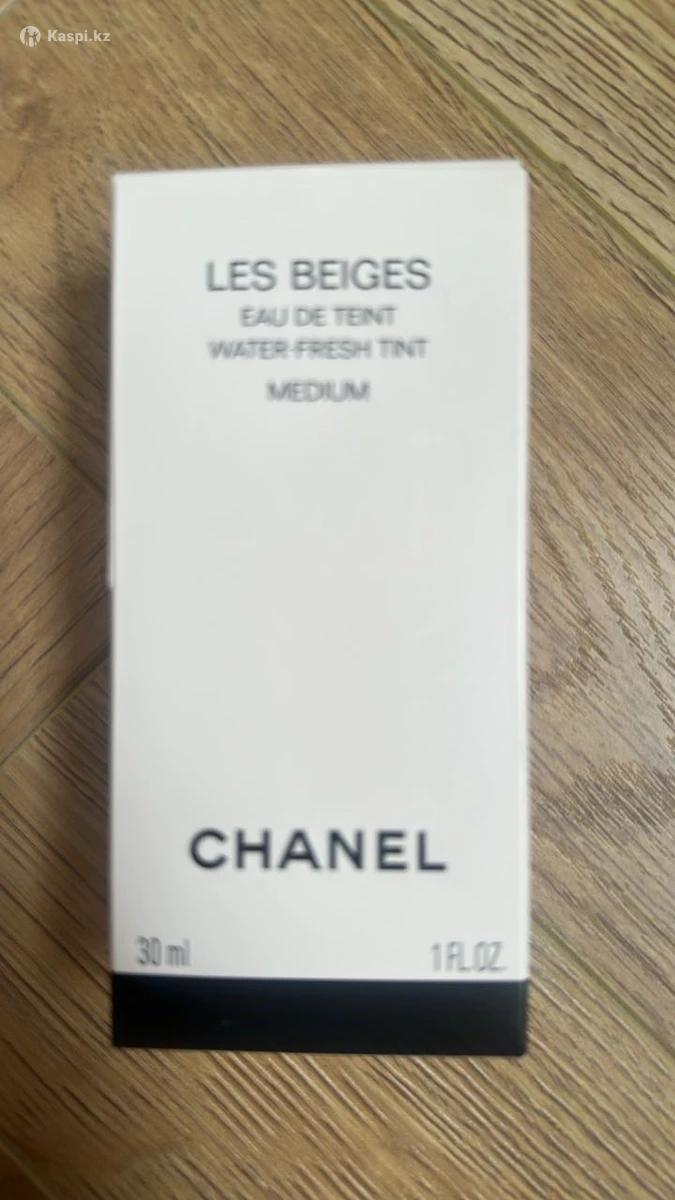 Kaspi.kz
LES BEIGES
EAU DE TEINT
WATER-FRESH TINT
MEDIUM
CHANEL
30 ml
1 FL.OZ.